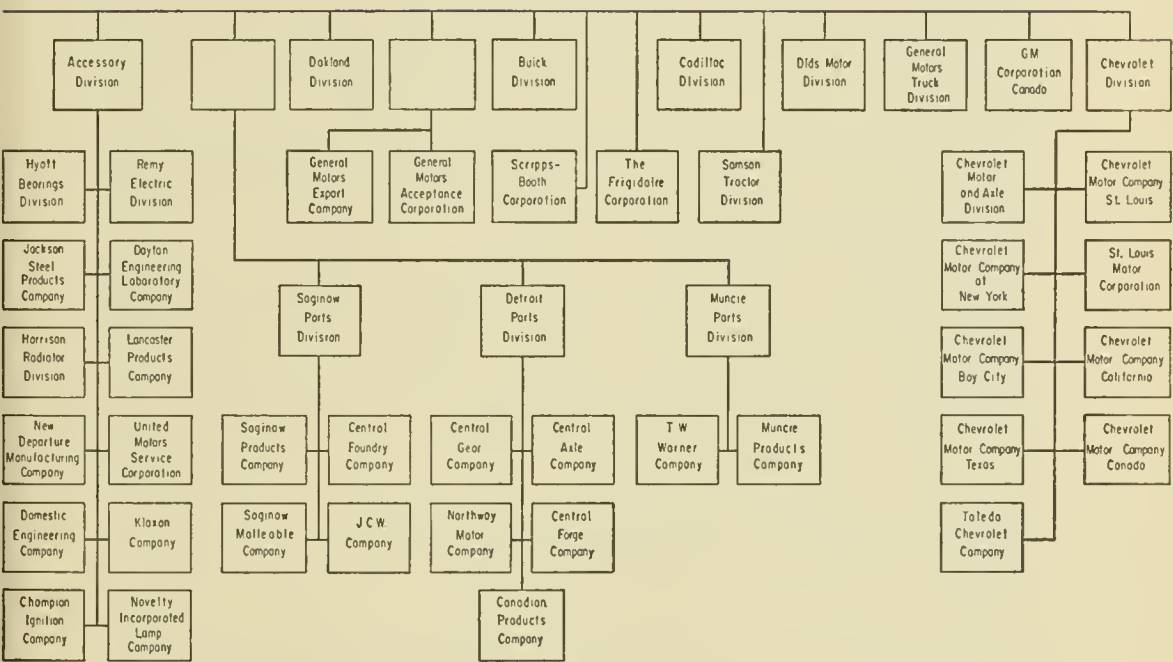 Accessory
Division
Oakland
Division
Buick
Division
Cadillac
Division
Olds Motor
Division
General
Motors
Truck
Division
GM
Corporation
Canada
Chevrolet
Division
General
Motors
Export
Company
General
Motors
Acceptance
Corporation
Scripps-
Booth
Corporation
The
Frigidaire
Corporation
Samson
Tractor
Division
Hyatt
Bearings
Division
Remy
Electric
Division
Jackson
Steel
Products
Company
Dayton
Engineering
Laboratory
Company
Harrison
Radiator
Division
Lancaster
Products
Company
New
Departure
Manufacturing
Company
United
Motors
Service
Corporation
Domestic
Engineering
Company
Klaxon
Company
Champion
Ignition
Company
Novelty
Incorporated
Lamp
Company
Saginaw
Parts
Division
Detroit
Parts
Division
Muncie
Parts
Division
Saginaw
Products
Company
Central
Foundry
Company
Saginaw
Malleable
Company
J.C.W.
Company
Central
Gear
Company
Central
Axle
Company
Northway
Motor
Company
Central
Forge
Company
Canadian
Products
Company
T W
Warner
Company
Muncie
Products
Company
Chevrolet
Motor
and Axle
Division
Chevrolet
Motor Company
St. Louis
Chevrolet
Motor Company
at
New York
St. Louis
Motor
Corporation
Chevrolet
Motor Company
Bay City
Chevrolet
Motor Company
California
Chevrolet
Motor Company
Texas
Chevrolet
Motor Company
Canada
Toledo
Chevrolet
Company